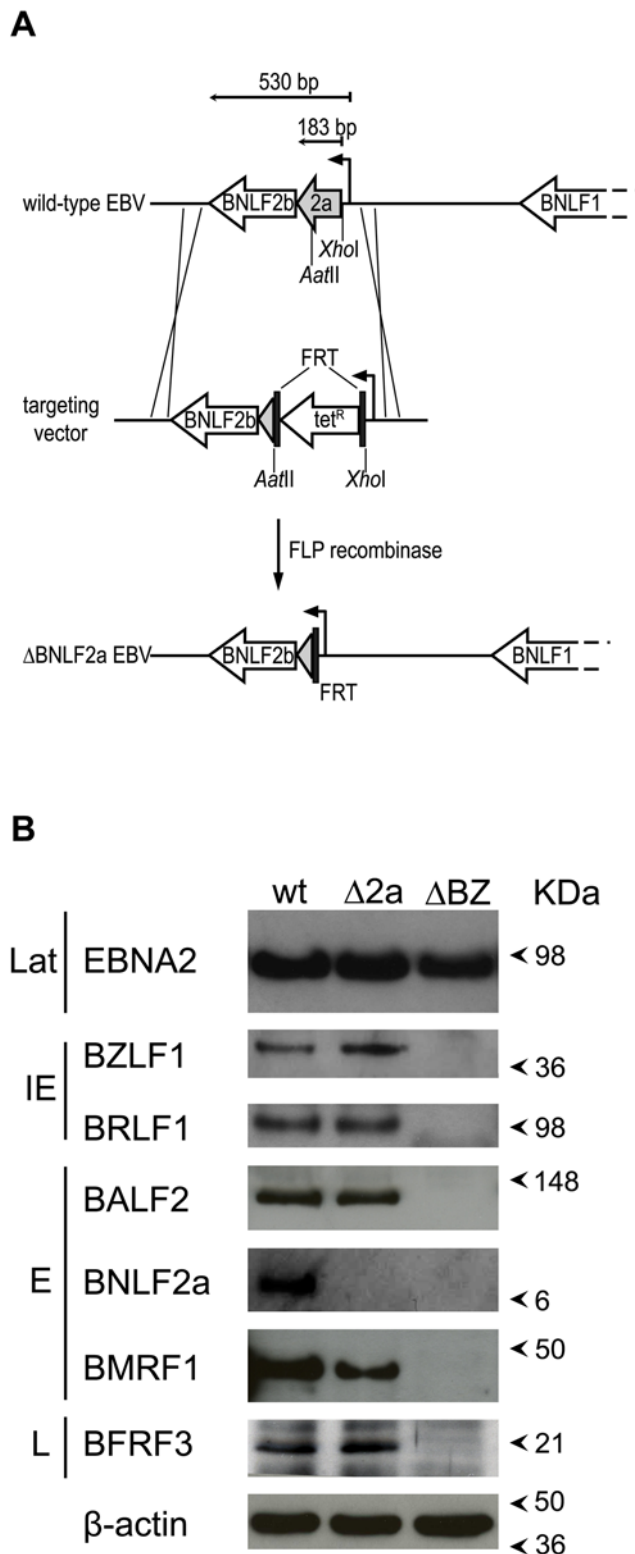 A
530 bp
183 bp
wild-type EBV
BNLF2b
2a
BNLF1
XhoI
AatII
FRT
targeting
vector
BNLF2b
tetR
AatII
XhoI
FLP recombinase
ΔBNLF2a EBV
BNLF2b
BNLF1
FRT
B
wt Δ2a ΔBZ KDa
Lat EBNA2 98
IE BZLF1 36
BRLF1 98
E BALF2 148
BNLF2a 6
BMRF1 50
L BFRF3 21
β-actin 50
36